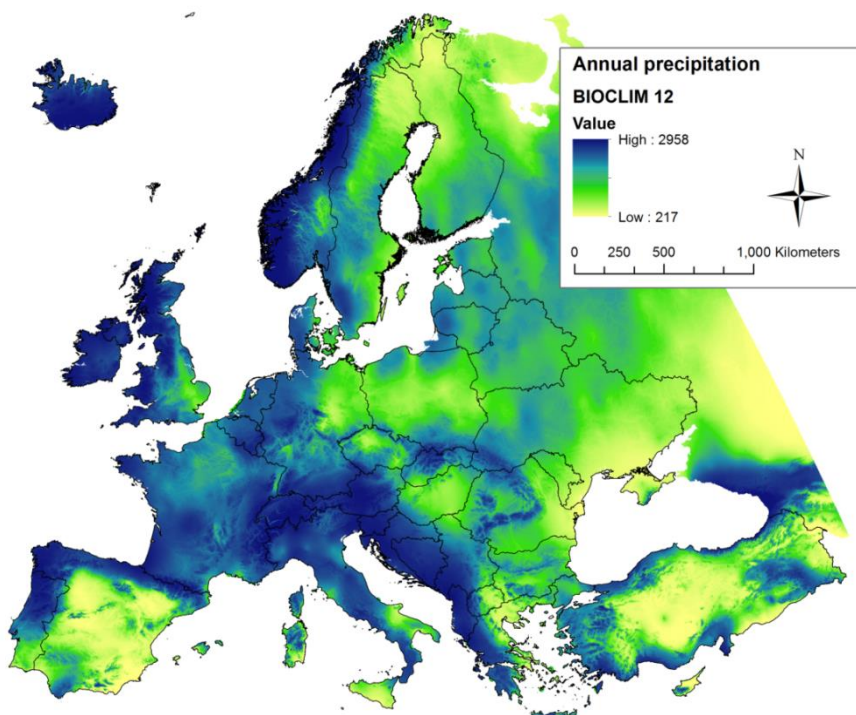 Annual precipitation
BIOCLIM 12
Value
High : 2958
Low : 217
N
0 250 500 1,000 Kilometers